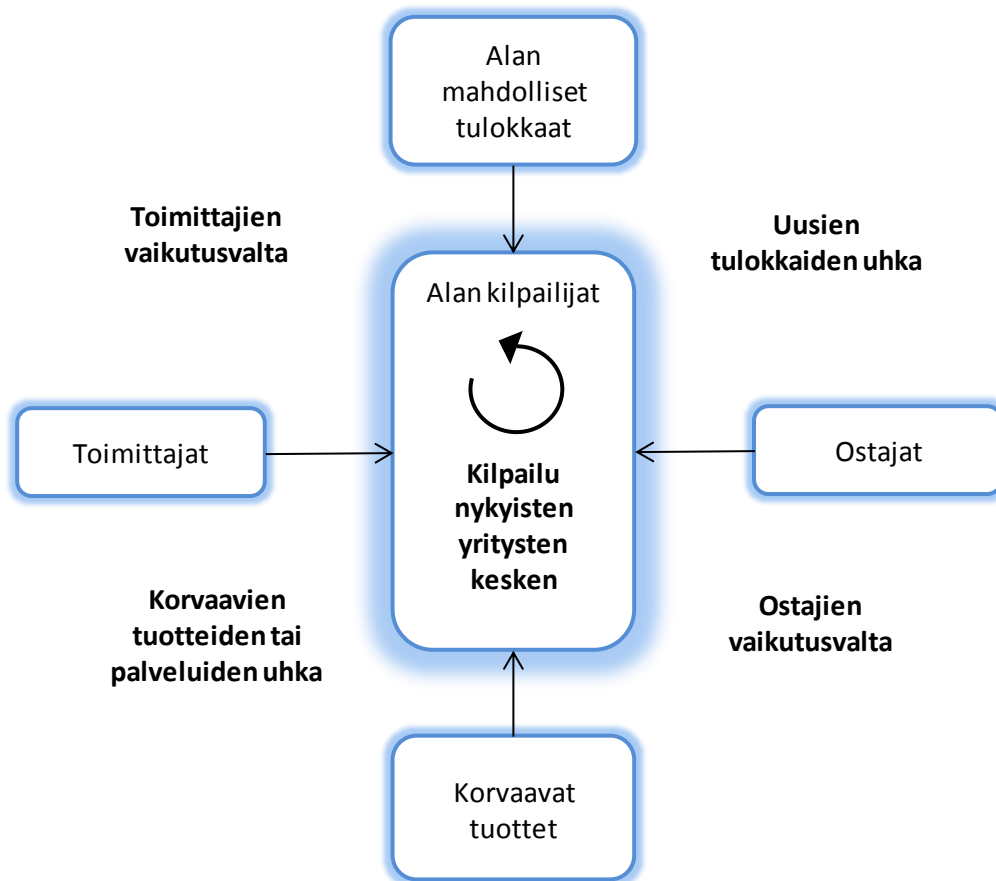 Alan
mahdolliset
tulokkaat
Toimittajien
vaikutusvalta
Uusien
tulokkaiden uhka
Alan kilpailijat
Toimittajat
Kilpailu
nykyisten
yritysten
kesken
Ostajat
Korvaavien
tuotteiden tai
palveluiden uhka
Ostajien
vaikutusvalta
Korvaavat
tuottet